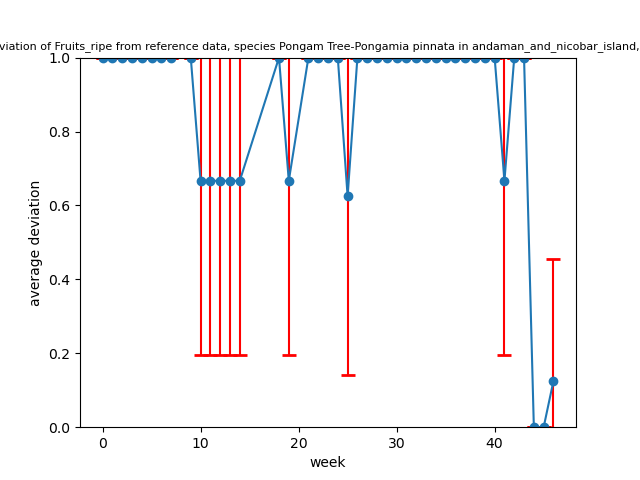 viation of Fruits_ripe from reference data, species Pongam Tree-Pongamia pinnata in andaman_and_nicobar_island,
1.0
0.8
0.6
0.4
0.2
0.0
average deviation
0 10 20 30 40
week